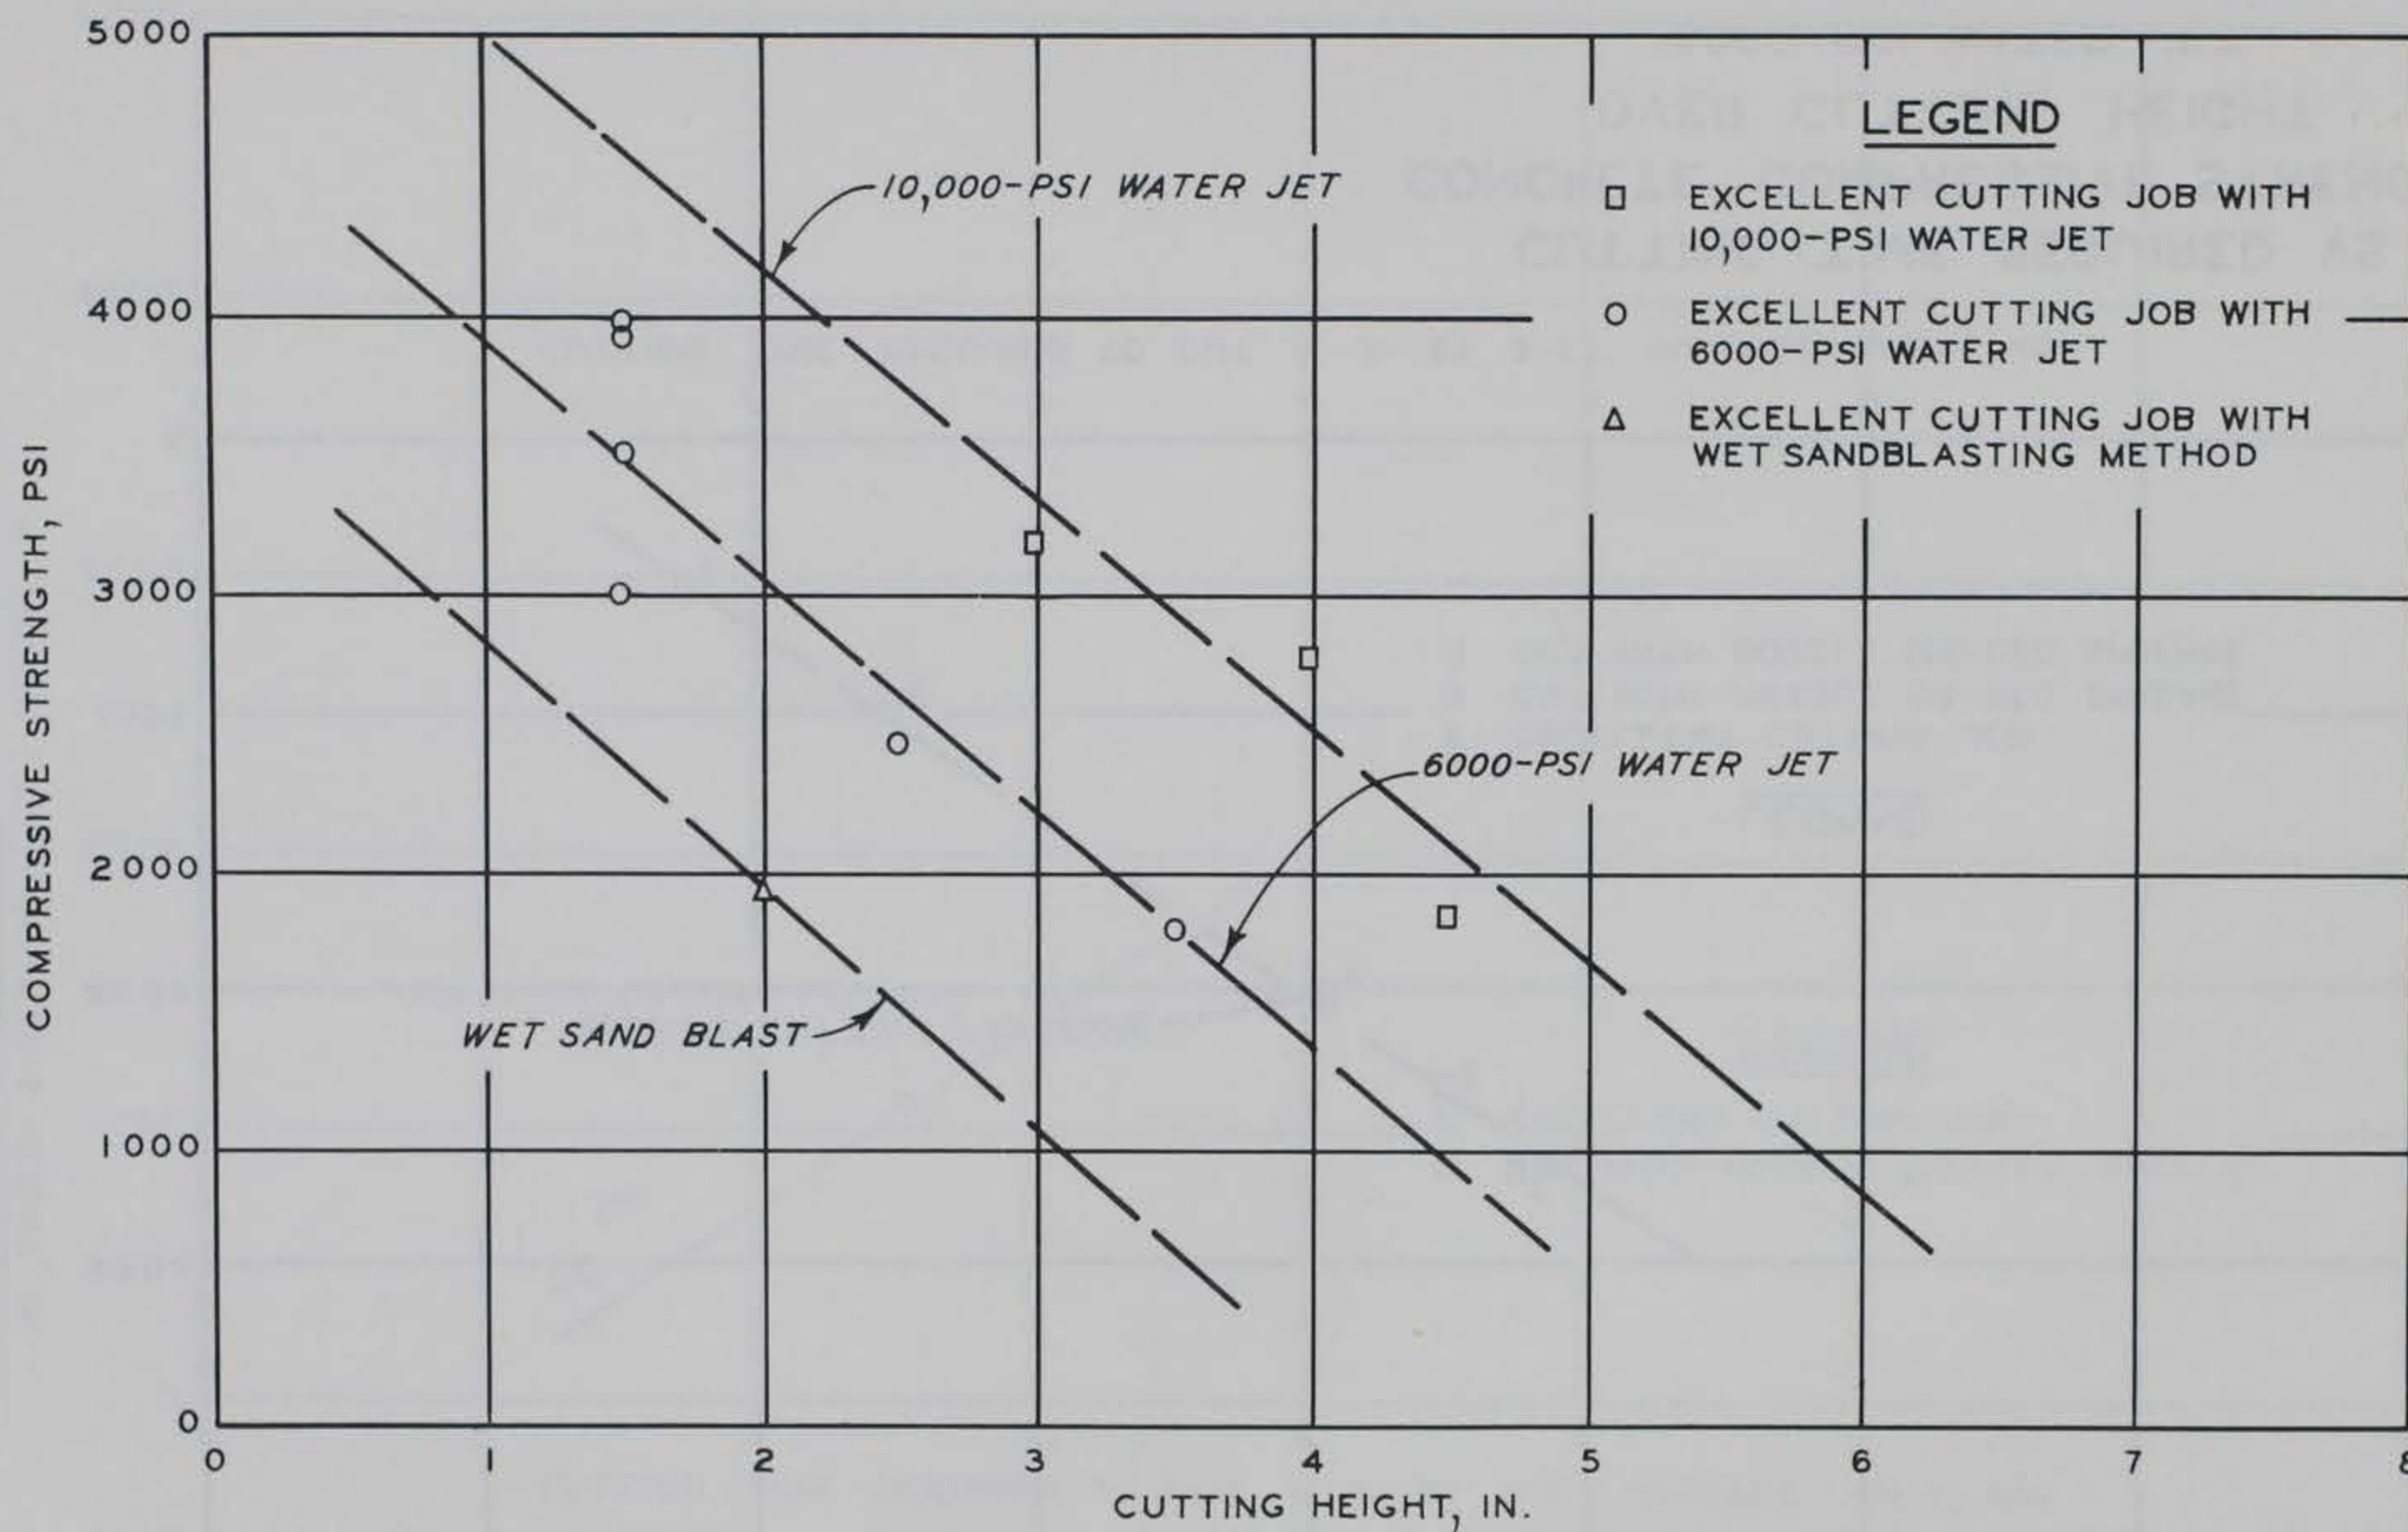 5000
4000
3000
2000
1000
0
COMPRESSIVE STRENGTH, PSI
0 1 2 3 4 5 6 7 8
CUTTING HEIGHT, IN.
10,000-PSI WATER JET
6000-PSI WATER JET
WET SAND BLAST
LEGEND
EXCELLENT CUTTING JOB WITH
10,000-PSI WATER JET
EXCELLENT CUTTING JOB WITH
6000-PSI WATER JET
EXCELLENT CUTTING JOB WITH
WET SANDBLASTING METHOD